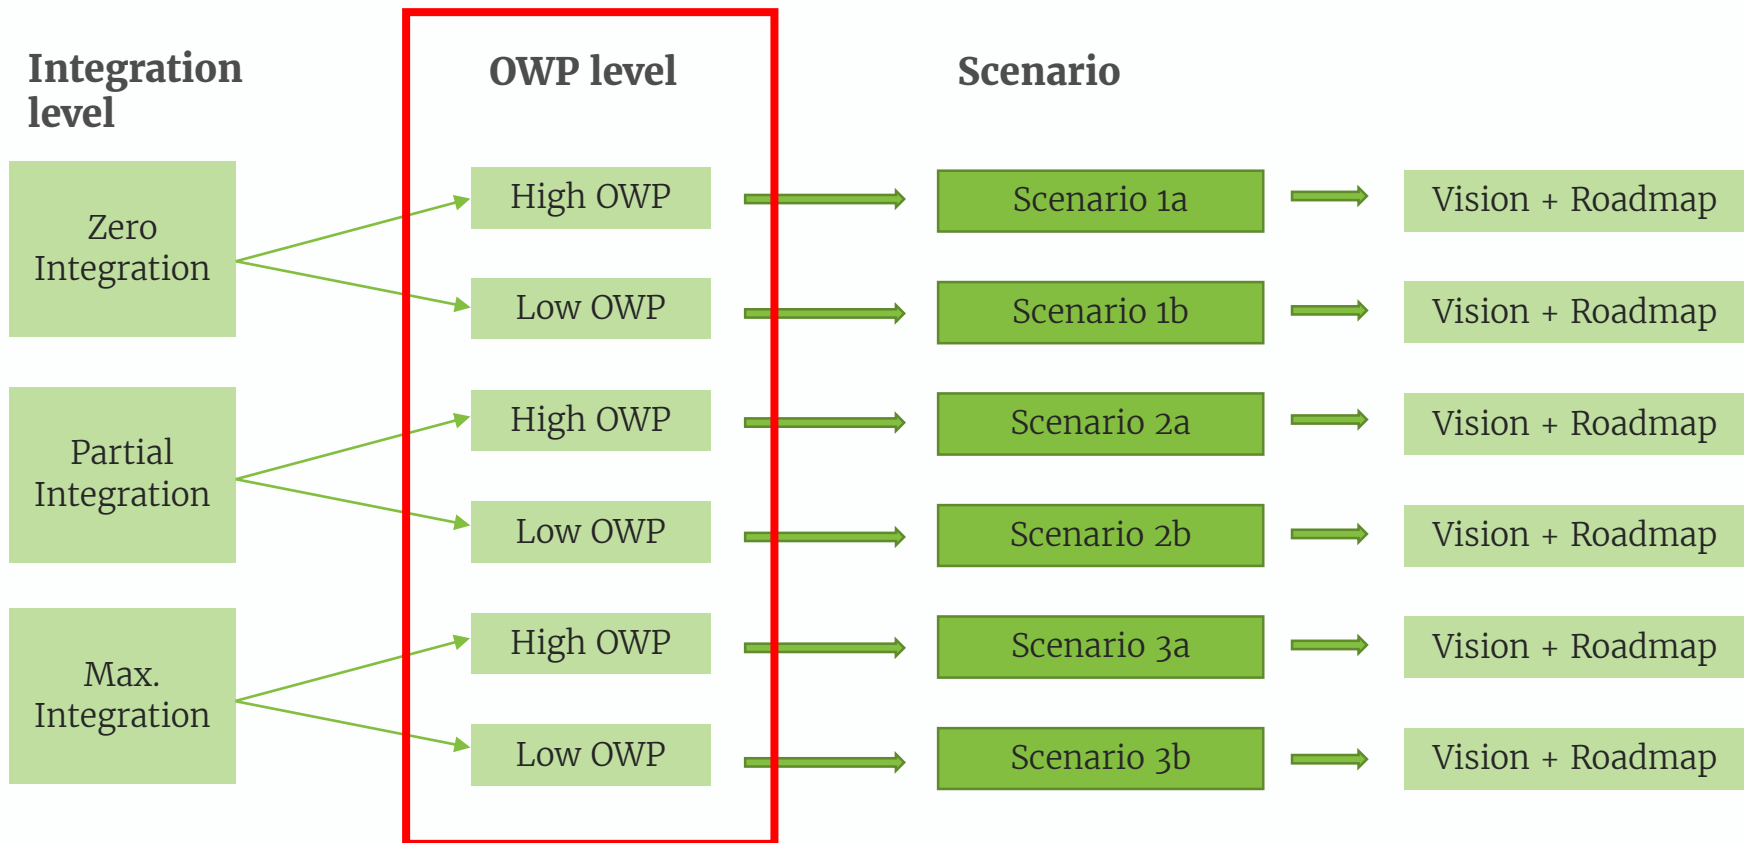 Integration
level
OWP level
Scenario
Zero
Integration
High OWP
Scenario 1a
Vision + Roadmap
Low OWP
Scenario 1b
Vision + Roadmap
Partial
Integration
High OWP
Scenario 2a
Vision + Roadmap
Low OWP
Scenario 2b
Vision + Roadmap
Max.
Integration
High OWP
Scenario 3a
Vision + Roadmap
Low OWP
Scenario 3b
Vision + Roadmap